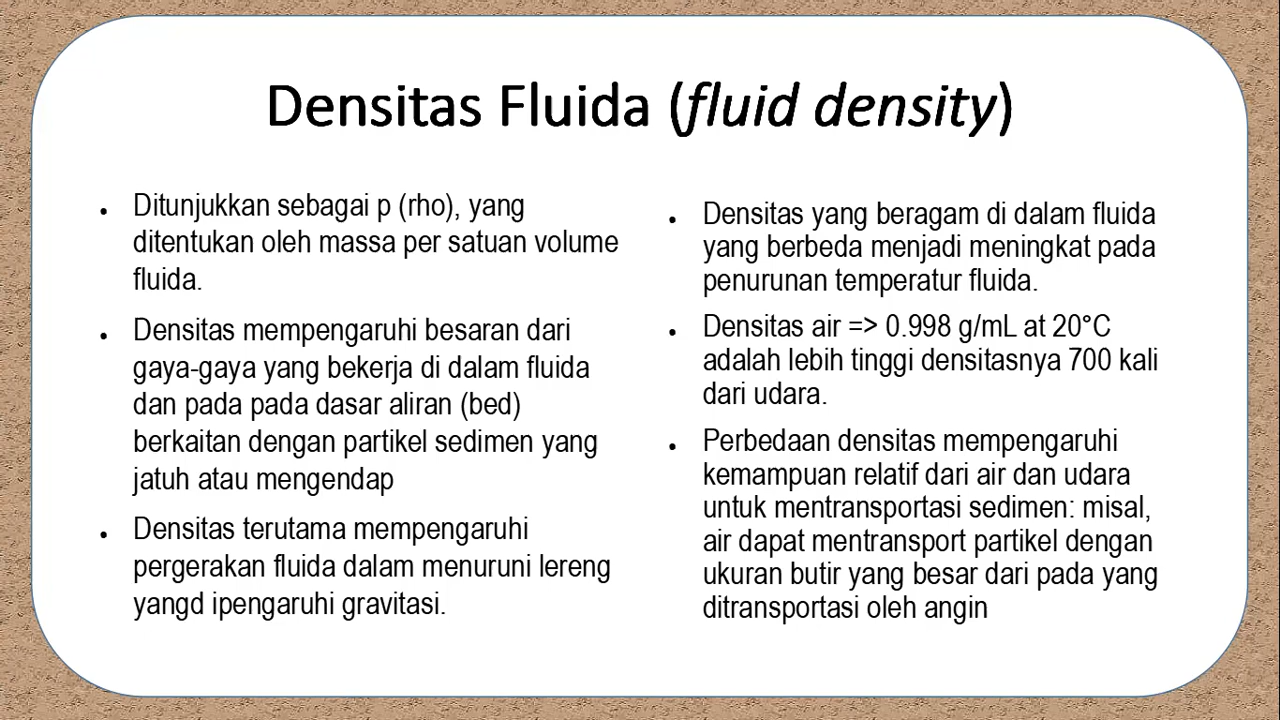 Densitas Fluida (fluid density)
• Ditunjukkan sebagai p (rho), yang
ditentukan oleh massa per satuan volume
fluida.
• Densitas mempengaruhi besaran dari
gaya-gaya yang bekerja di dalam fluida
dan pada pada dasar aliran (bed)
berkaitan dengan partikel sedimen yang
jatuh atau mengendap
• Densitas terutama mempengaruhi
pergerakan fluida dalam menuruni lereng
yangd ipengaruhi gravitasi.
• Densitas yang beragam di dalam fluida
yang berbeda menjadi meningkat pada
penurunan temperatur fluida.
• Densitas air => 0.998 g/mL at 20°C
adalah lebih tinggi densitasnya 700 kali
dari udara.
• Perbedaan densitas mempengaruhi
kemampuan relatif dari air dan udara
untuk mentransportasi sedimen: misal,
air dapat mentransport partikel dengan
ukuran butir yang besar dari pada yang
ditransportasi oleh angin